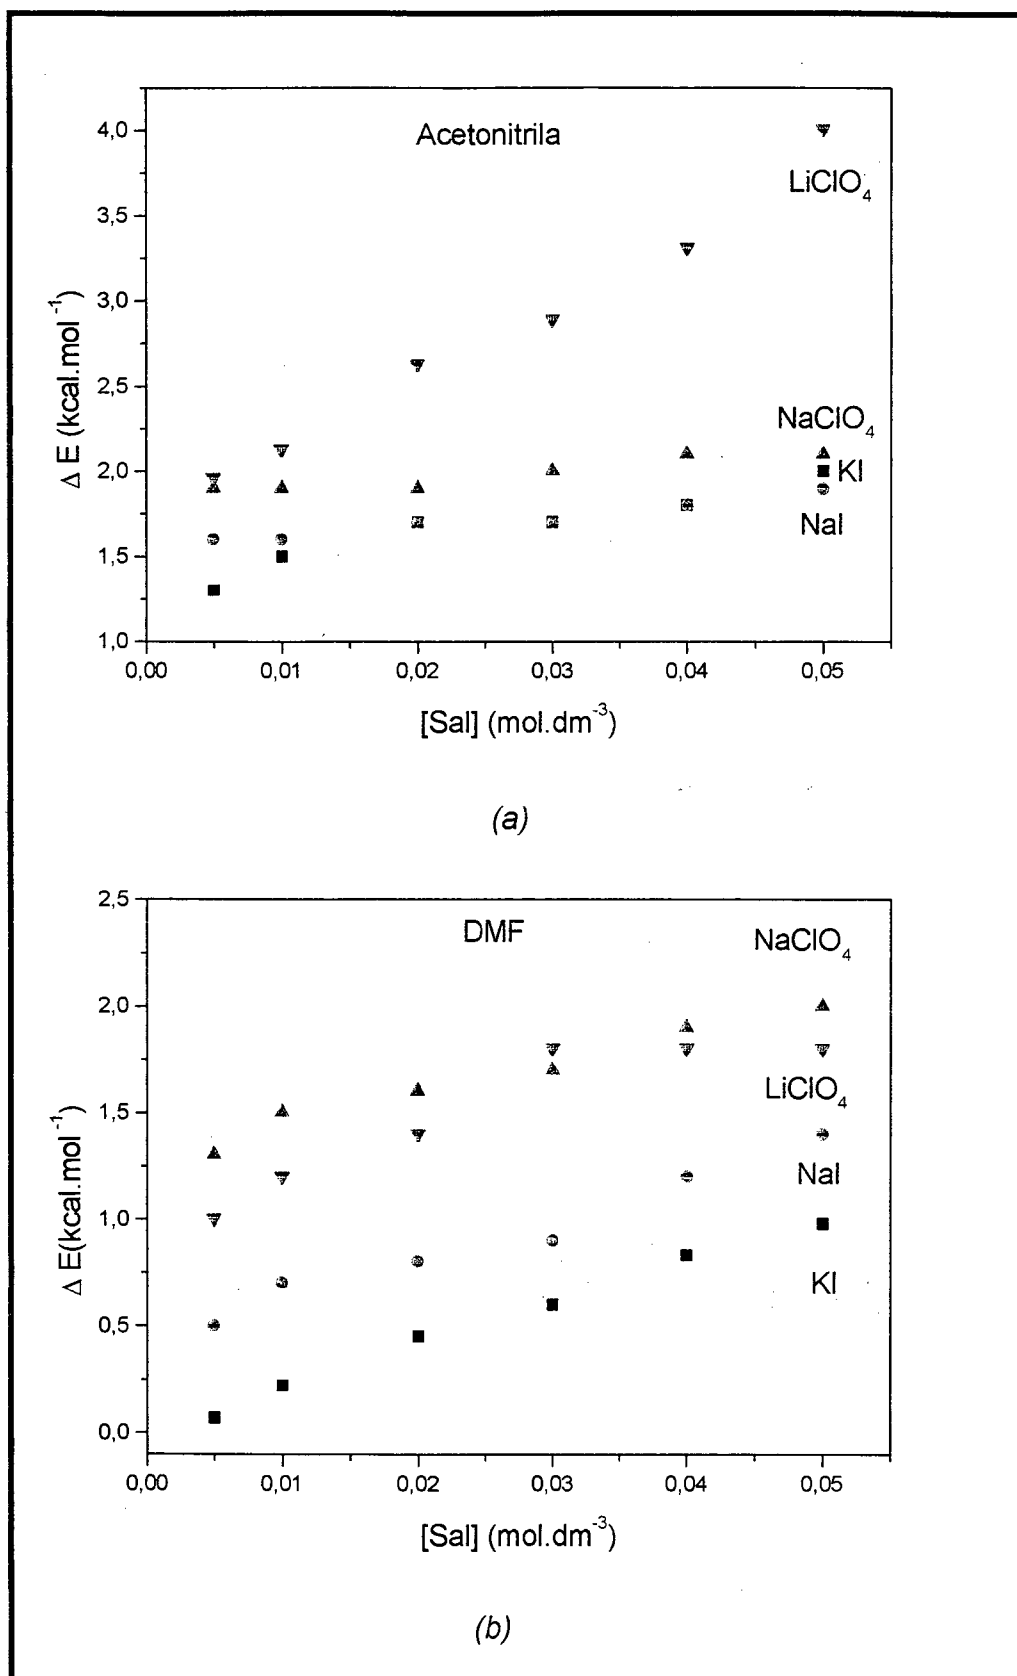 Acetonitrila
4,0
LiClO4
3,5
Δ E (kcal.mol-1)
3,0
2,5
NaClO4
2,0
KI
NaI
1,5
1,0
0,00 0,01 0,02 0,03 0,04 0,05
[Sal] (mol.dm-3)
(a)
2,5
DMF
NaClO4
2,0
LiClO4
1,5
NaI
Δ E(kcal.mol-1)
1,0
KI
0,5
0,0
0,00 0,01 0,02 0,03 0,04 0,05
[Sal] (mol.dm-3)
(b)